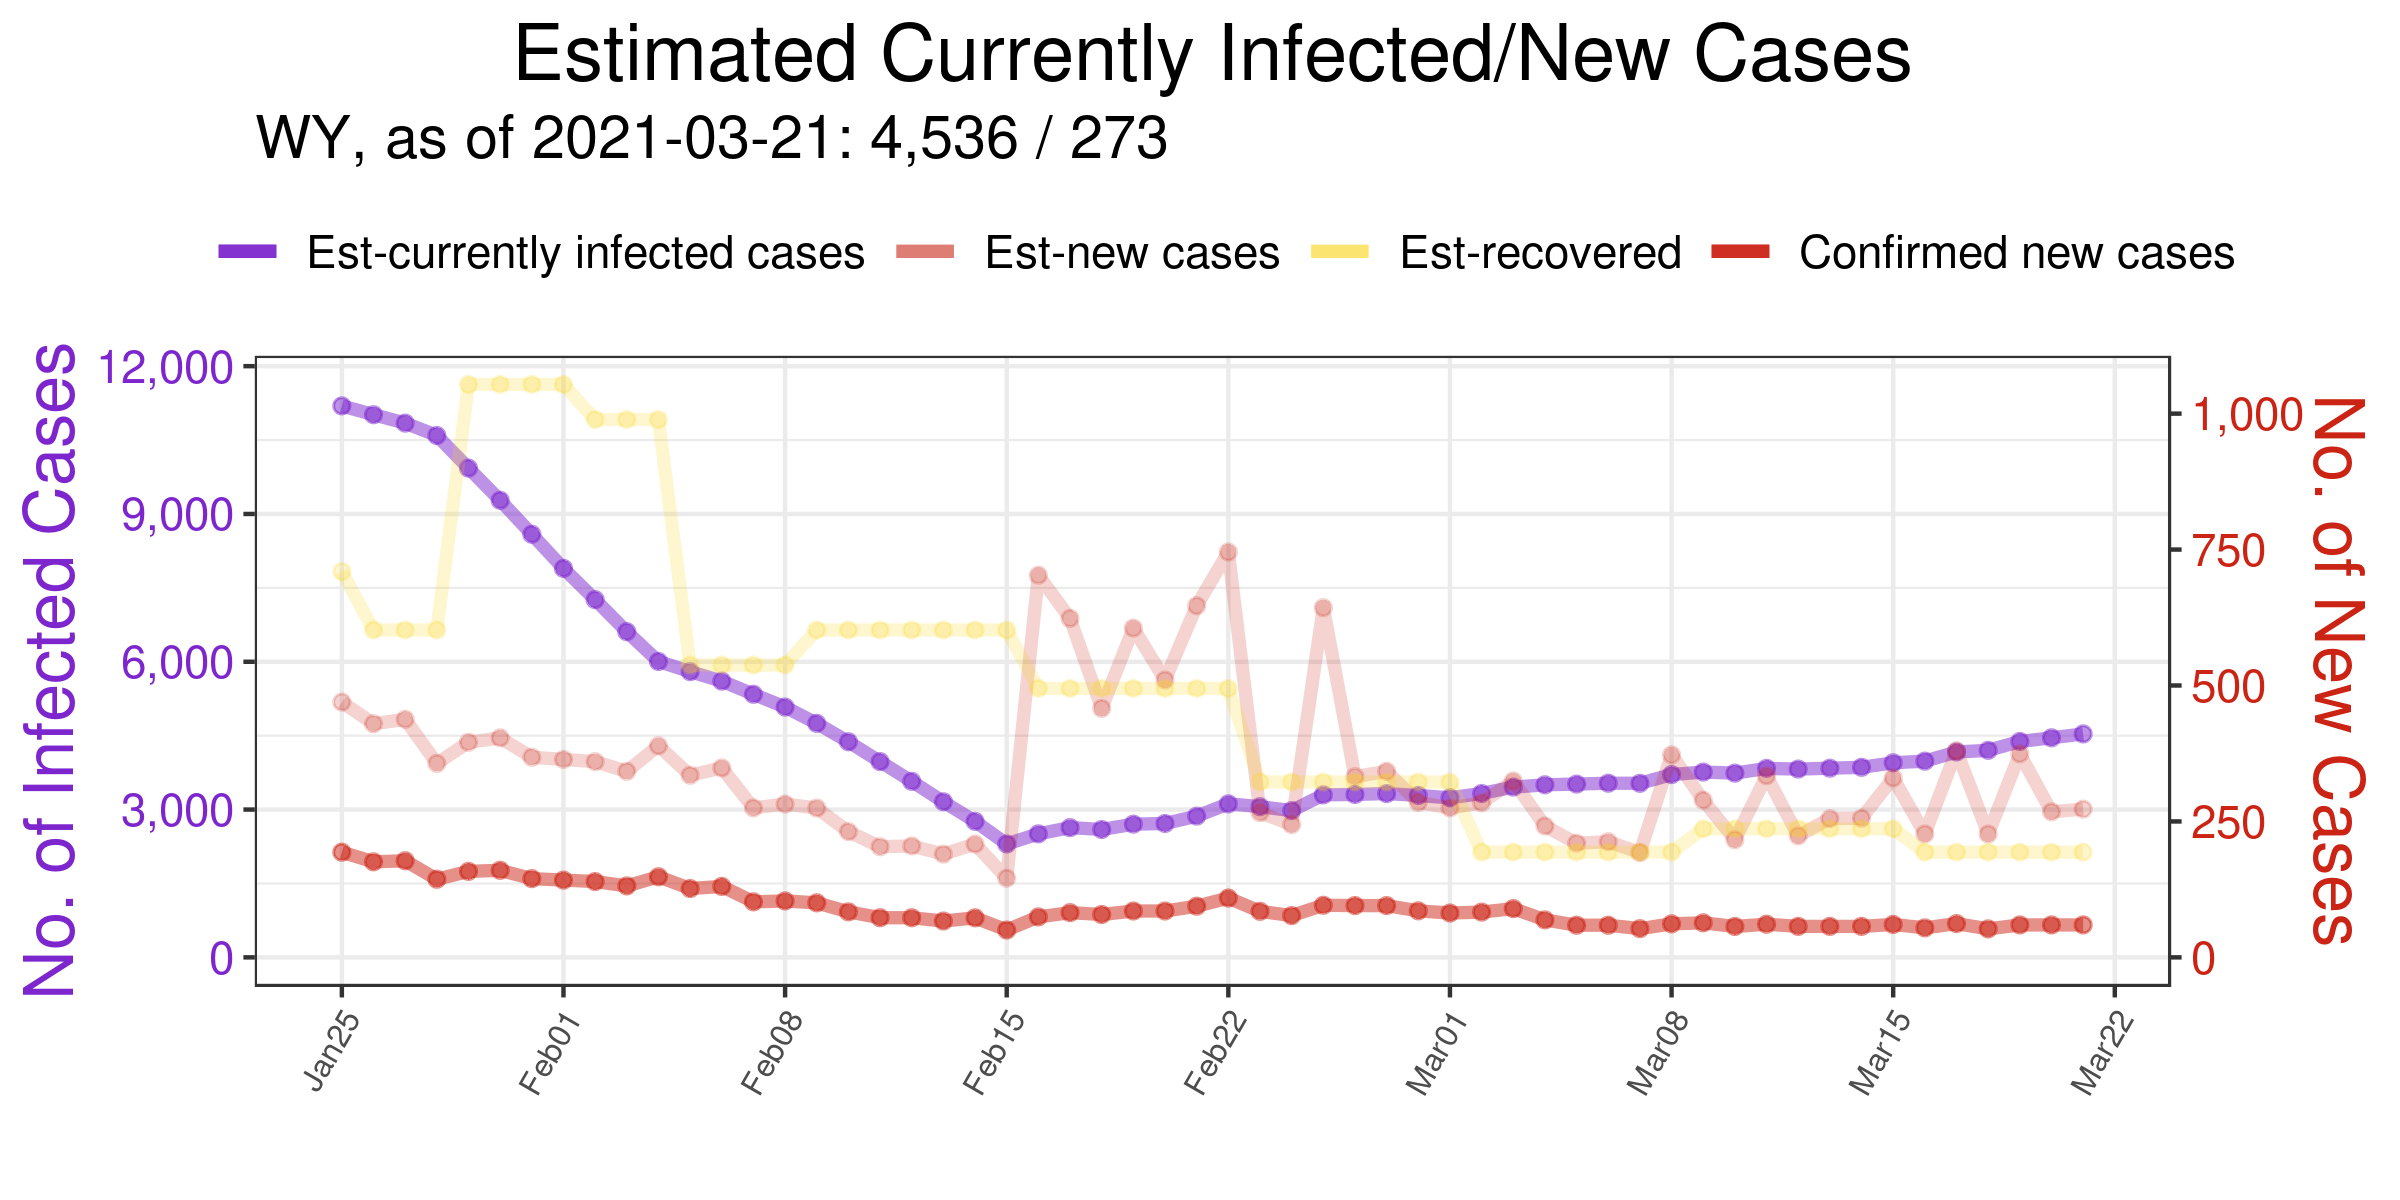 Estimated Currently Infected/New Cases
WY, as of 2021-03-21: 4,536 / 273
Est-currently infected cases Est-new cases Est-recovered Confirmed new cases
No. of Infected Cases
12,000
9,000
6,000
3,000
0
1,000
750
500
250
0
No. of New Cases
Jan25 Feb01 Feb08 Feb15 Feb22 Mar01 Mar08 Mar15 Mar22